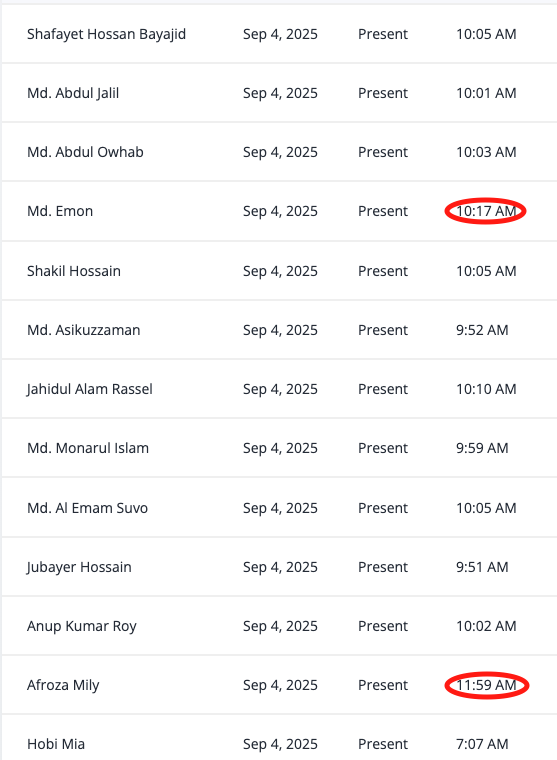 Shafayet Hossan Bayajid Sep 4, 2025 Present 10:05 AM
Md. Abdul Jalil Sep 4, 2025 Present 10:01 AM
Md. Abdul Owhab Sep 4, 2025 Present 10:03 AM
Md. Emon Sep 4, 2025 Present 10:17 AM
Shakil Hossain Sep 4, 2025 Present 10:05 AM
Md. Asikuzzaman Sep 4, 2025 Present 9:52 AM
Jahidul Alam Rassel Sep 4, 2025 Present 10:10 AM
Md. Monarul Islam Sep 4, 2025 Present 9:59 AM
Md. Al Emam Suvo Sep 4, 2025 Present 10:05 AM
Jubayer Hossain Sep 4, 2025 Present 9:51 AM
Anup Kumar Roy Sep 4, 2025 Present 10:02 AM
Afroza Mily Sep 4, 2025 Present 11:59 AM
Hobi Mia Sep 4, 2025 Present 7:07 AM